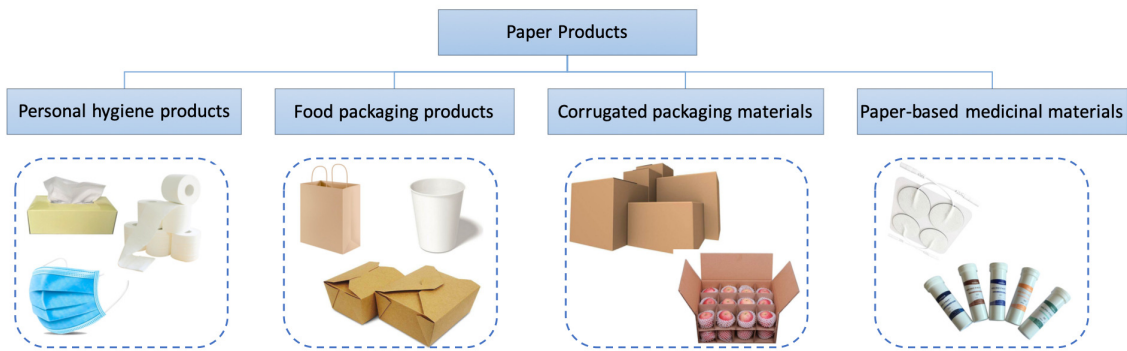 Paper Products
Personal hygiene products
Food packaging products
Corrugated packaging materials
Paper-based medicinal materials